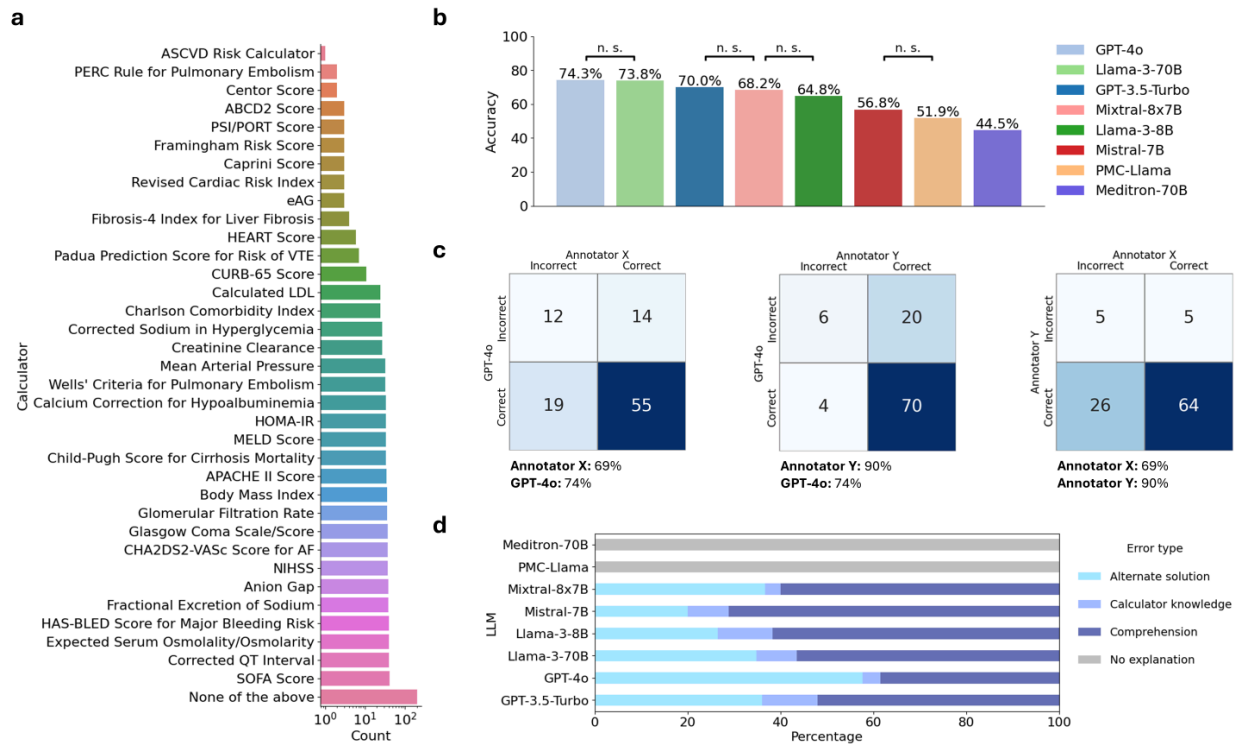 a
ASCVD Risk Calculator
PERC Rule for Pulmonary Embolism
Centor Score
ABCD2 Score
PSI/PORT Score
Framingham Risk Score
Caprini Score
Revised Cardiac Risk Index
eAG
Fibrosis-4 Index for Liver Fibrosis
HEART Score
Padua Prediction Score for Risk of VTE
CURB-65 Score
Calculated LDL
Charlson Comorbidity Index
Corrected Sodium in Hyperglycemia
Creatinine Clearance
Mean Arterial Pressure
Wells' Criteria for Pulmonary Embolism
Calcium Correction for Hypoalbuminemia
HOMA-IR
MELD Score
Child-Pugh Score for Cirrhosis Mortality
APACHE II Score
Body Mass Index
Glomerular Filtration Rate
Glasgow Coma Scale/Score
CHA2DS2-VASc Score for AF
NIHSS
Anion Gap
Fractional Excretion of Sodium
HAS-BLED Score for Major Bleeding Risk
Expected Serum Osmolality/Osmolarity
Corrected QT Interval
SOFA Score
None of the above
Calculator
10⁰ 10¹ 10²
Count
b
100
80
60
40
20
0
Accuracy
n. s. n. s. n. s. n. s.
74.3% 73.8% 70.0% 68.2% 64.8% 56.8% 51.9% 44.5%
GPT-4o
Llama-3-70B
GPT-3.5-Turbo
Mixtral-8x7B
Llama-3-8B
Mistral-7B
PMC-Llama
Meditron-70B
c
Annotator X
Incorrect Correct
GPT-4o
Incorrect
Correct
12 14
19 55
Annotator X: 69%
GPT-4o: 74%
Annotator Y
Incorrect Correct
GPT-4o
Incorrect
Correct
6 20
4 70
Annotator Y: 90%
GPT-4o: 74%
Annotator X
Incorrect Correct
Annotator Y
Incorrect
Correct
5 5
26 64
Annotator X: 69%
Annotator Y: 90%
d
LLM
Meditron-70B
PMC-Llama
Mixtral-8x7B
Mistral-7B
Llama-3-8B
Llama-3-70B
GPT-4o
GPT-3.5-Turbo
0 20 40 60 80 100
Percentage
Error type
Alternate solution
Calculator knowledge
Comprehension
No explanation